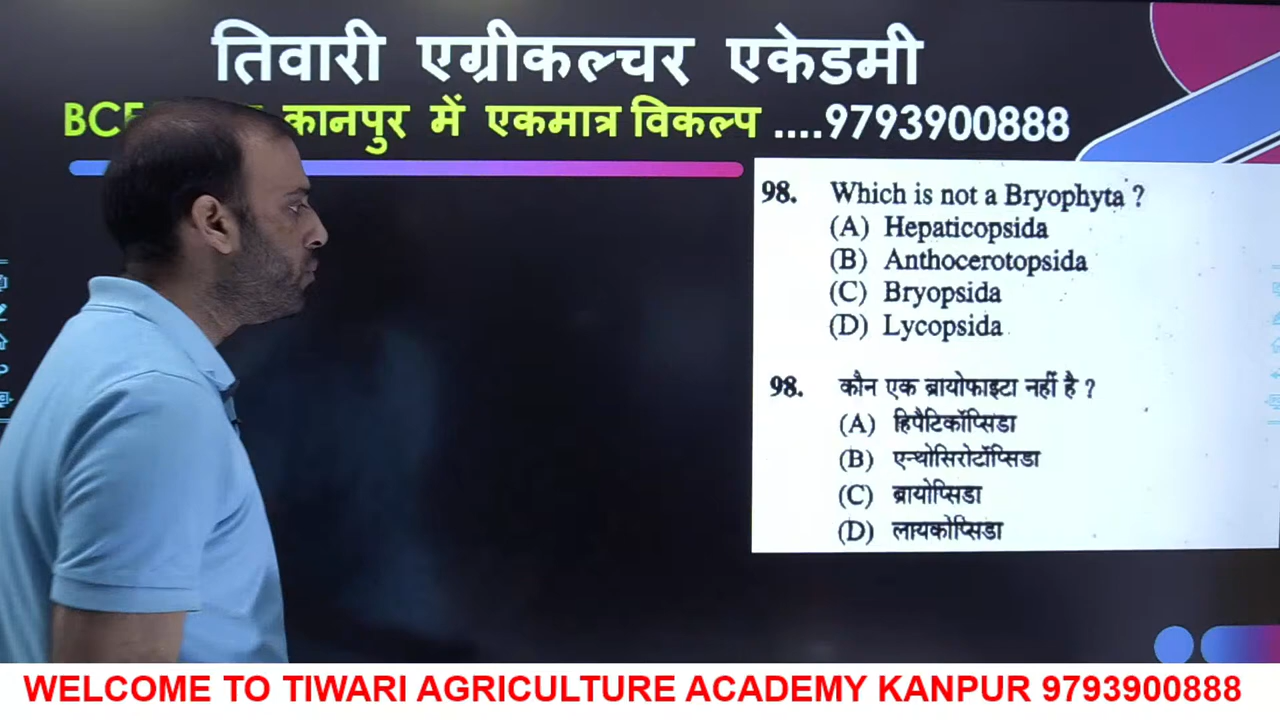 तिवारी एग्रीकल्चर एकेडमी
कानपुर में एकमात्र विकल्प ....9793900888
98. Which is not a Bryophyta ?
(A) Hepaticopsida
(B) Anthocerotopsida
(C) Bryopsida
(D) Lycopsida
98. कौन एक ब्रायोफाइटा नहीं है ?
(A) हिपैटिकॉप्सिडा
(B) एन्थोसिरोटॉप्सिडा
(C) ब्रायोप्सिडा
(D) लायकोप्सिडा
WELCOME TO TIWARI AGRICULTURE ACADEMY KANPUR 9793900888